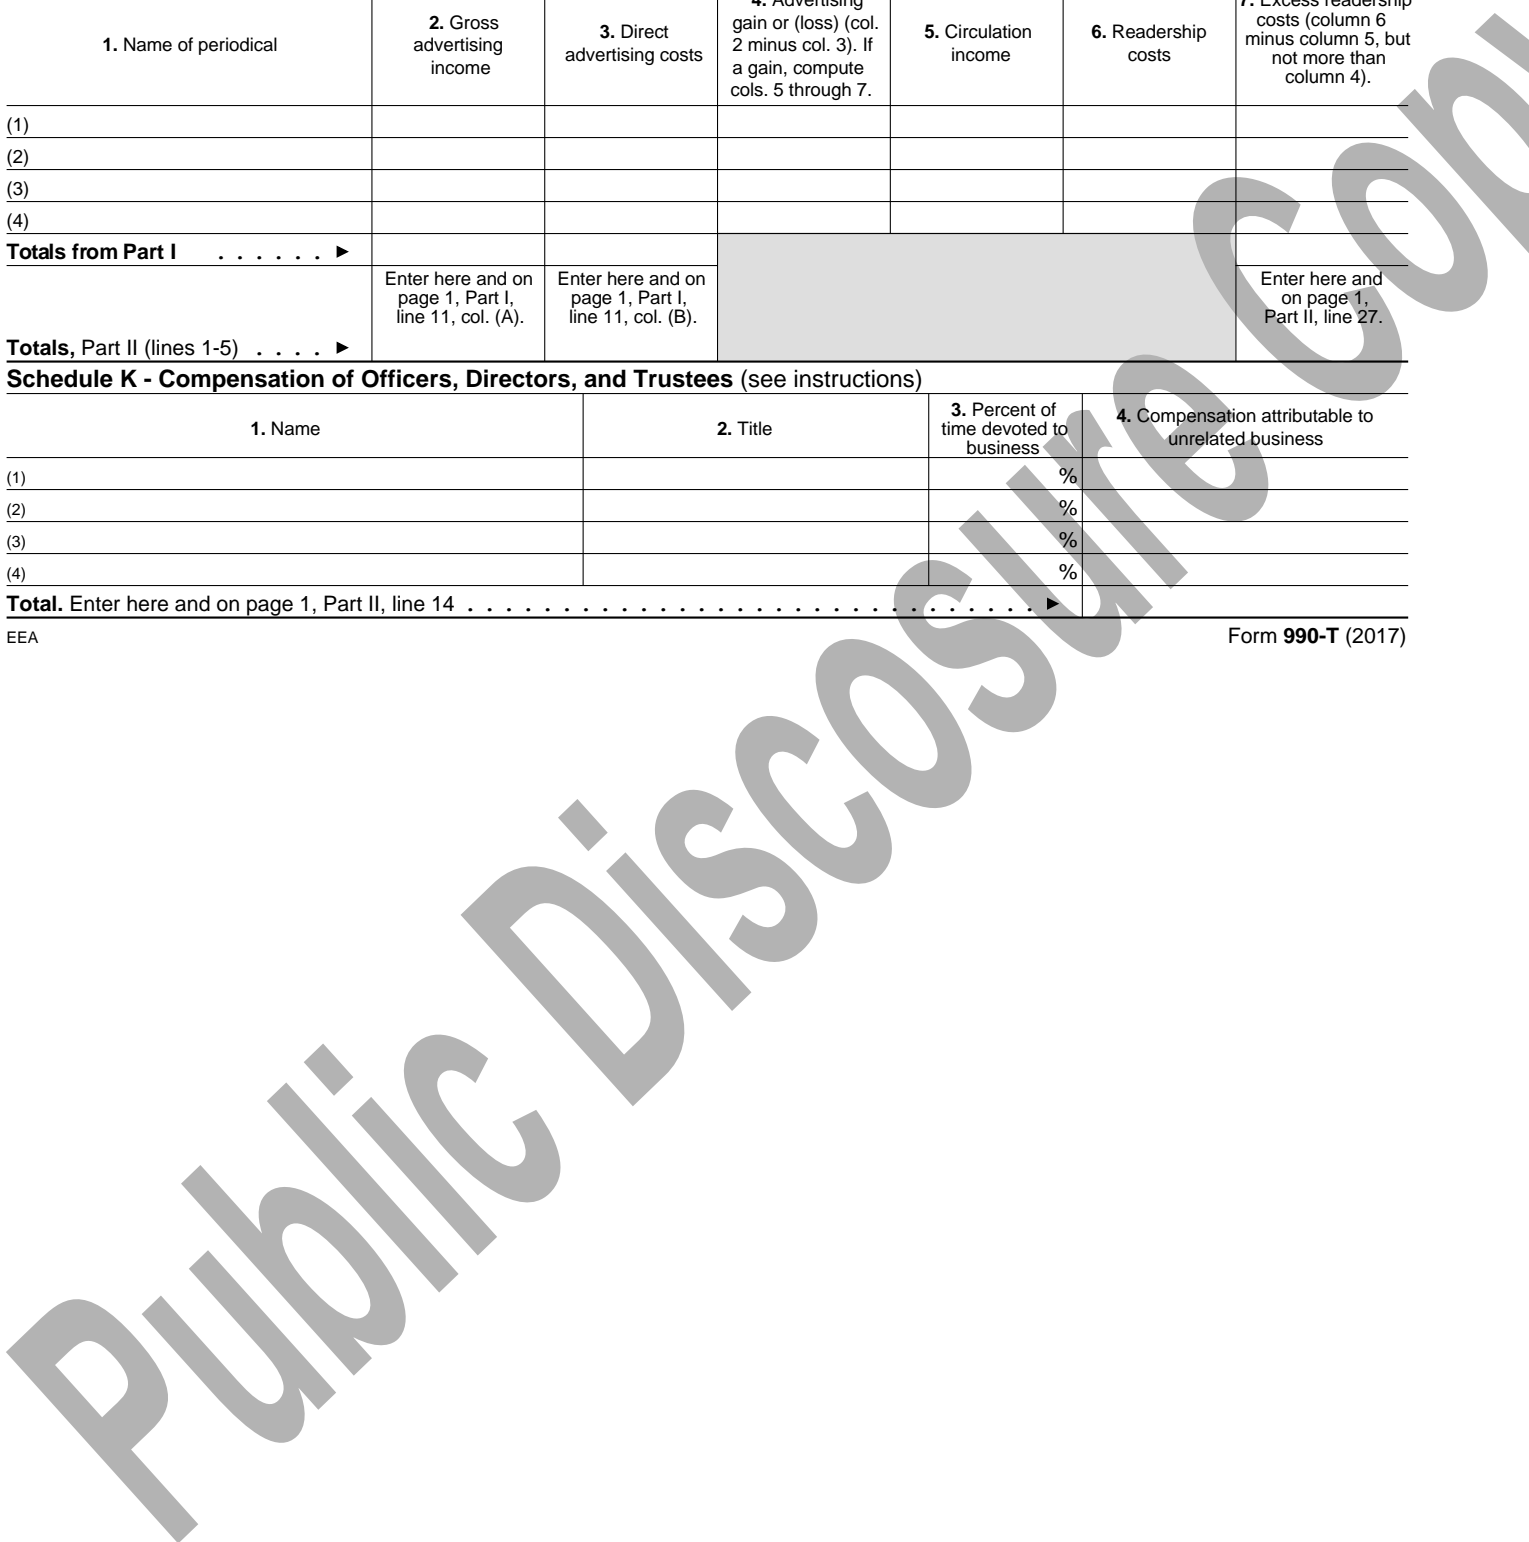 1. Name of periodical
2. Gross
advertising
income
3. Direct
advertising costs
4. Advertising
gain or (loss) (col.
2 minus col. 3). If
a gain, compute
cols. 5 through 7.
5. Circulation
income
6. Readership
costs
7. Excess readership
costs (column 6
minus column 5, but
not more than
column 4).
(1)
(2)
(3)
(4)
Totals from Part I . . . . . . ►
Enter here and on
page 1, Part I,
line 11, col. (A).
Enter here and on
page 1, Part I,
line 11, col. (B).
Enter here and
on page 1,
Part II, line 27.
Totals, Part II (lines 1-5) . . . . ►
Schedule K - Compensation of Officers, Directors, and Trustees (see instructions)
1. Name
2. Title
3. Percent of
time devoted to
business
4. Compensation attributable to
unrelated business
(1) %
(2) %
(3) %
(4) %
Total. Enter here and on page 1, Part II, line 14 . . . . . . . . . . . . . . . . . . . . . . . . . . . . . . ►
EEA
Form 990-T (2017)
Public Discosure Cop